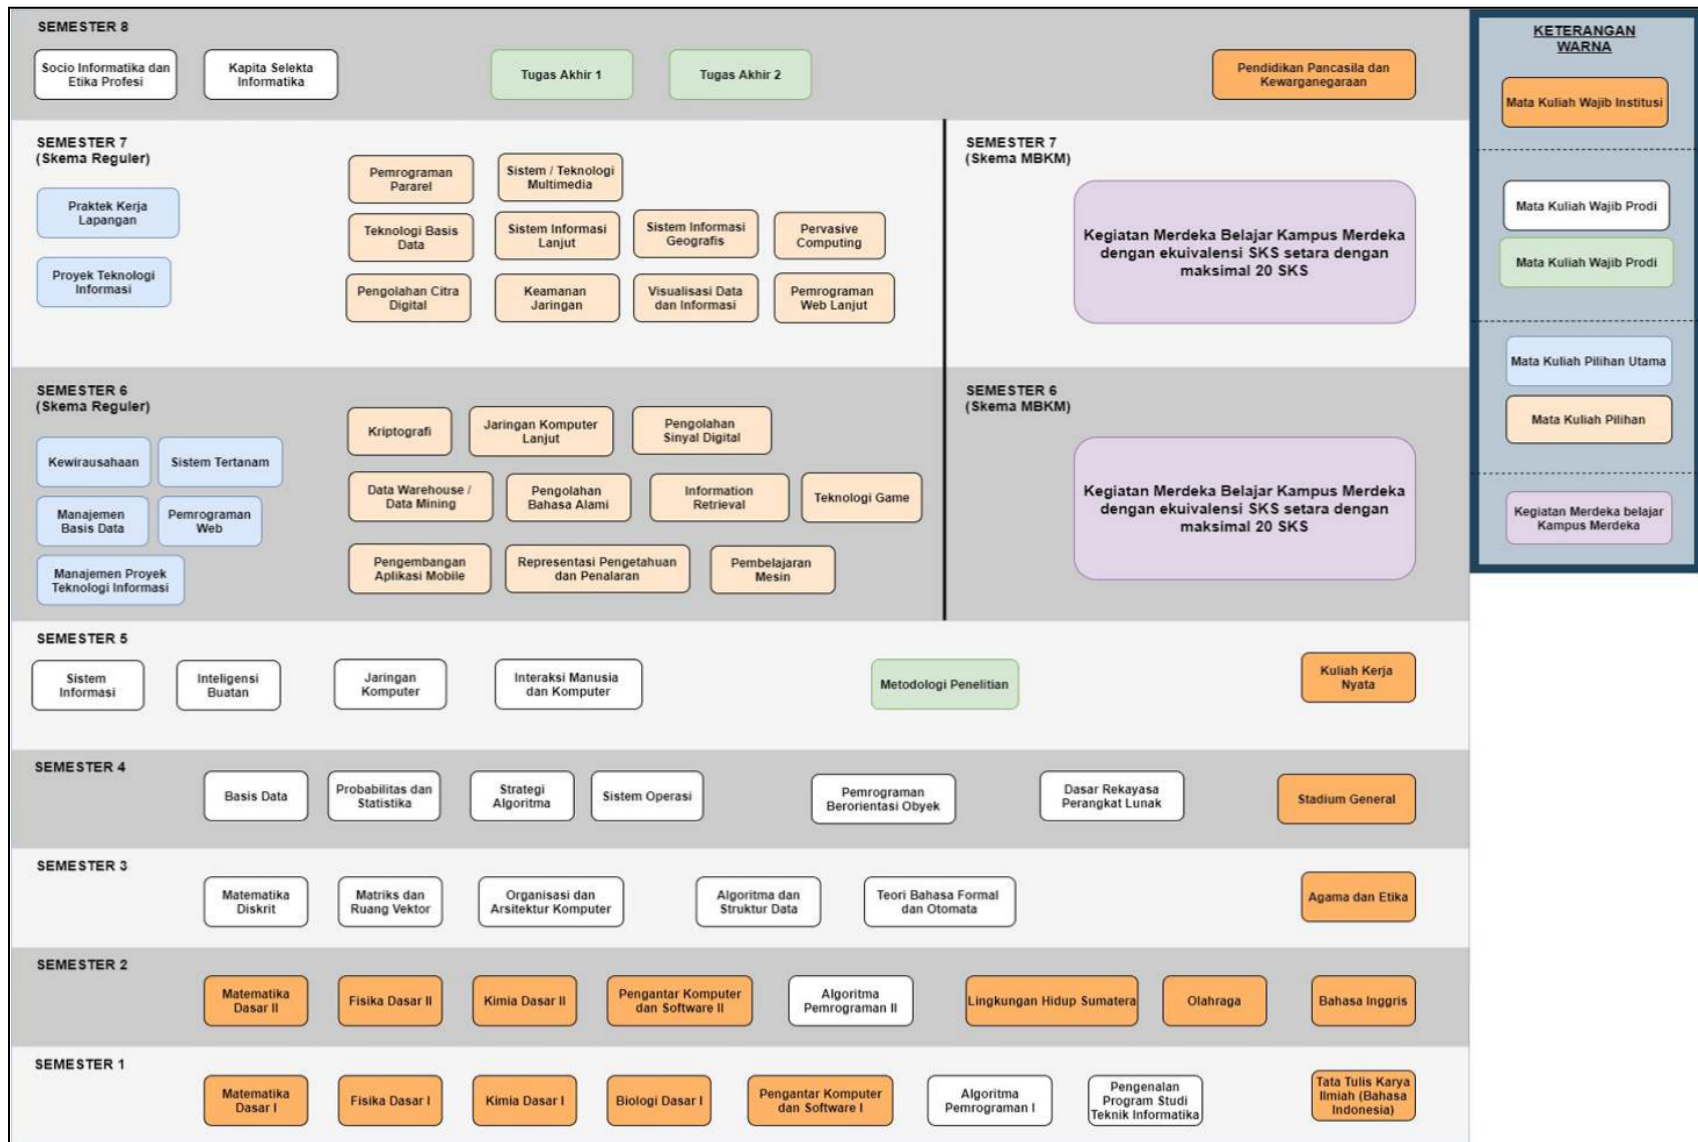 SEMESTER 8
Socio Informatika dan
Etika Profesi
Kapita Selekta
Informatika
Tugas Akhir 1
Tugas Akhir 2
Pendidikan Pancasila dan
Kewarganegaraan
SEMESTER 7
(Skema Reguler)
Praktek Kerja
Lapangan
Proyek Teknologi
Informasi
Pemrograman
Pararel
Sistem / Teknologi
Multimedia
Teknologi Basis
Data
Sistem Informasi
Lanjut
Sistem Informasi
Geografis
Pervasive
Computing
Pengolahan Citra
Digital
Keamanan
Jaringan
Visualisasi Data
dan Informasi
Pemrograman
Web Lanjut
SEMESTER 7
(Skema MBKM)
Kegiatan Merdeka Belajar Kampus Merdeka
dengan ekuivalensi SKS setara dengan
maksimal 20 SKS
SEMESTER 6
(Skema Reguler)
Kewirausahaan
Sistem Tertanam
Manajemen
Basis Data
Pemrograman
Web
Manajemen Proyek
Teknologi Informasi
Kriptografi
Jaringan Komputer
Lanjut
Pengolahan
Sinyal Digital
Data Warehouse /
Data Mining
Pengolahan
Bahasa Alami
Information
Retrieval
Teknologi Game
Pengembangan
Aplikasi Mobile
Representasi Pengetahuan
dan Penalaran
Pembelajaran
Mesin
SEMESTER 6
(Skema MBKM)
Kegiatan Merdeka Belajar Kampus Merdeka
dengan ekuivalensi SKS setara dengan
maksimal 20 SKS
SEMESTER 5
Sistem
Informasi
Inteligensi
Buatan
Jaringan
Komputer
Interaksi Manusia
dan Komputer
Metodologi Penelitian
Kuliah Kerja
Nyata
SEMESTER 4
Basis Data
Probabilitas dan
Statistika
Strategi
Algoritma
Sistem Operasi
Pemrograman
Berorientasi Obyek
Dasar Rekayasa
Perangkat Lunak
Stadium General
SEMESTER 3
Matematika
Diskrit
Matriks dan
Ruang Vektor
Organisasi dan
Arsitektur Komputer
Algoritma dan
Struktur Data
Teori Bahasa Formal
dan Otomata
Agama dan Etika
SEMESTER 2
Matematika
Dasar II
Fisika Dasar II
Kimia Dasar II
Pengantar Komputer
dan Software II
Algoritma
Pemrograman II
Lingkungan Hidup Sumatera
Olahraga
Bahasa Inggris
SEMESTER 1
Matematika
Dasar I
Fisika Dasar I
Kimia Dasar I
Biologi Dasar I
Pengantar Komputer
dan Software I
Algoritma
Pemrograman I
Pengenalan
Program Studi
Teknik Informatika
Tata Tulis Karya
Ilmiah (Bahasa
Indonesia)
KETERANGAN
WARNA
Mata Kuliah Wajib Institusi
Mata Kuliah Wajib Prodi
Mata Kuliah Wajib Prodi
Mata Kuliah Pilihan Utama
Mata Kuliah Pilihan
Kegiatan Merdeka belajar
Kampus Merdeka